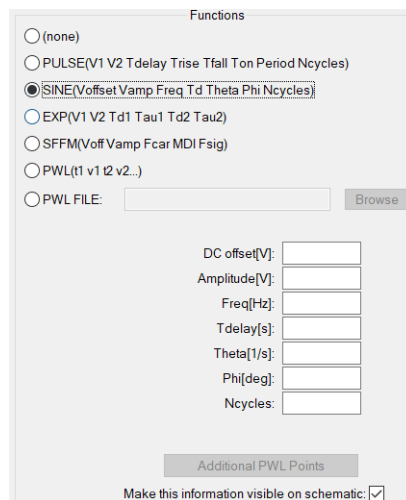 Functions
(none)
PULSE(V1 V2 Tdelay Trise Tfall Ton Period Ncycles)
SINE(Voffset Vamp Freq Td Theta Phi Ncycles)
EXP(V1 V2 Td1 Tau1 Td2 Tau2)
SFFM(Voff Vamp Fcar MDI Fsig)
PWL(t1 v1 t2 v2...)
PWL FILE: Browse
DC offset[V]:
Amplitude[V]:
Freq[Hz]:
Tdelay[s]:
Theta[1/s]:
Phi[deg]:
Ncycles:
Additional PWL Points
Make this information visible on schematic: